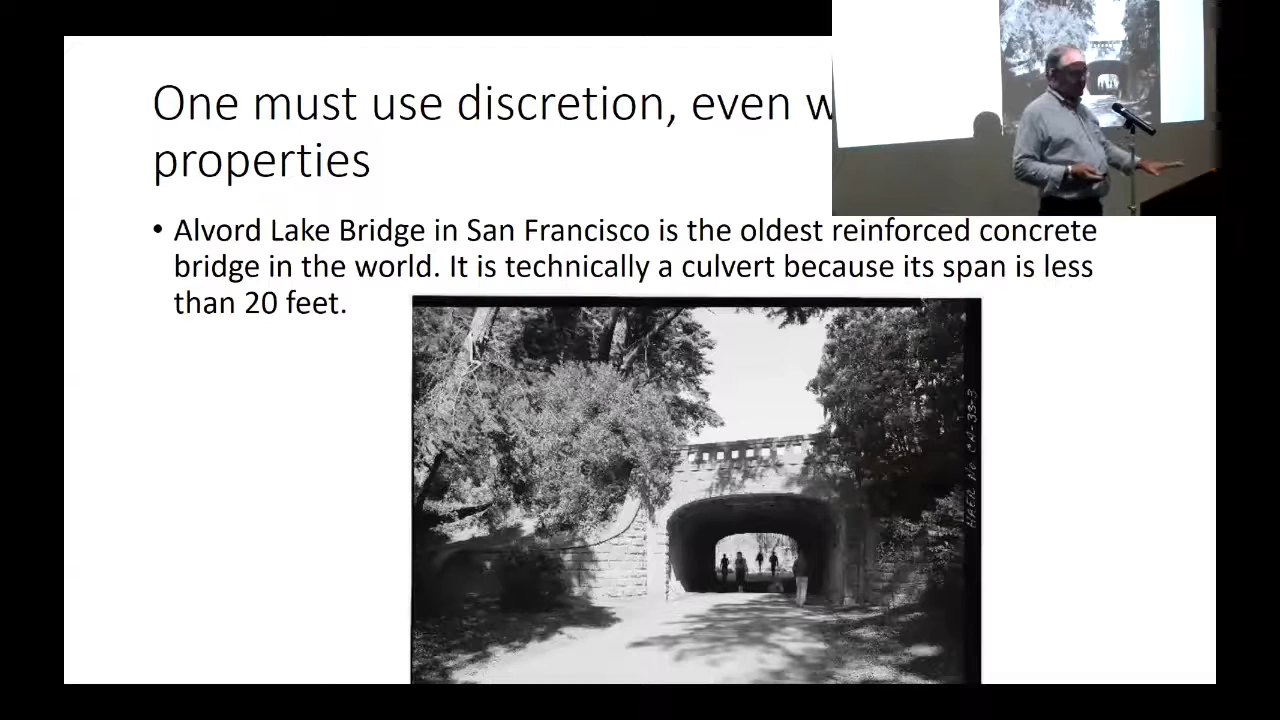 One must use discretion, even w
properties
• Alvord Lake Bridge in San Francisco is the oldest reinforced concrete
bridge in the world. It is technically a culvert because its span is less
than 20 feet.
HAER No CA-33-3